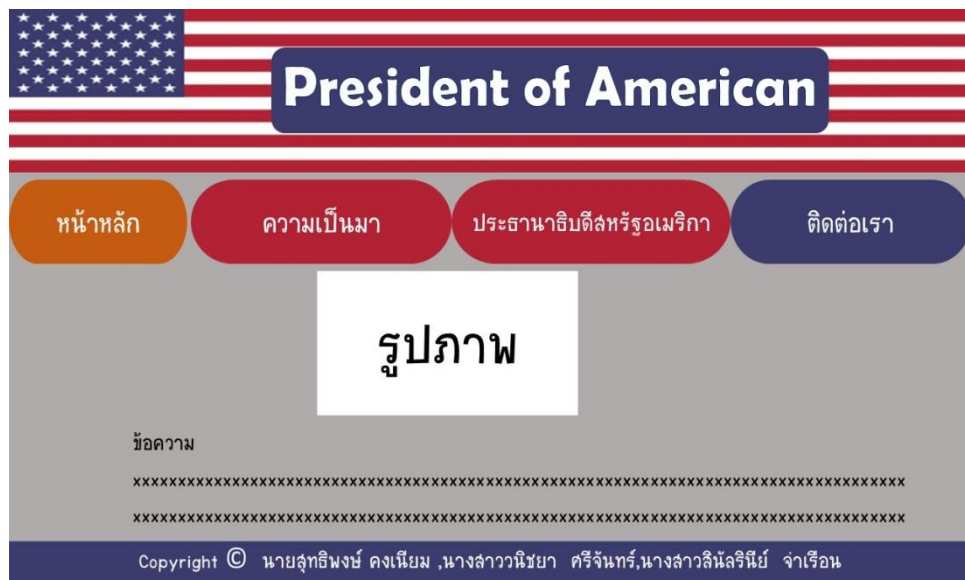 President of American
หน้าหลัก
ความเป็นมา
ประธานาธิบดีสหรัฐอเมริกา
ติดต่อเรา
รูปภาพ
ข้อความ
xxxxxxxxxxxxxxxxxxxxxxxxxxxxxxxxxxxxxxxxxxxxxxxxxxxxxxxxxxxxxxxxxxxxxxxxxxxxxxxxxxxxxx
xxxxxxxxxxxxxxxxxxxxxxxxxxxxxxxxxxxxxxxxxxxxxxxxxxxxxxxxxxxxxxxxxxxxxxxxxxxxxxxxxxxxxx
Copyright © นายสุทธิพงษ์ คงเนียม ,นางสาววนิชยา ศรีจันทร์,นางสาวลินัลรินีย์ จ่าเรือน